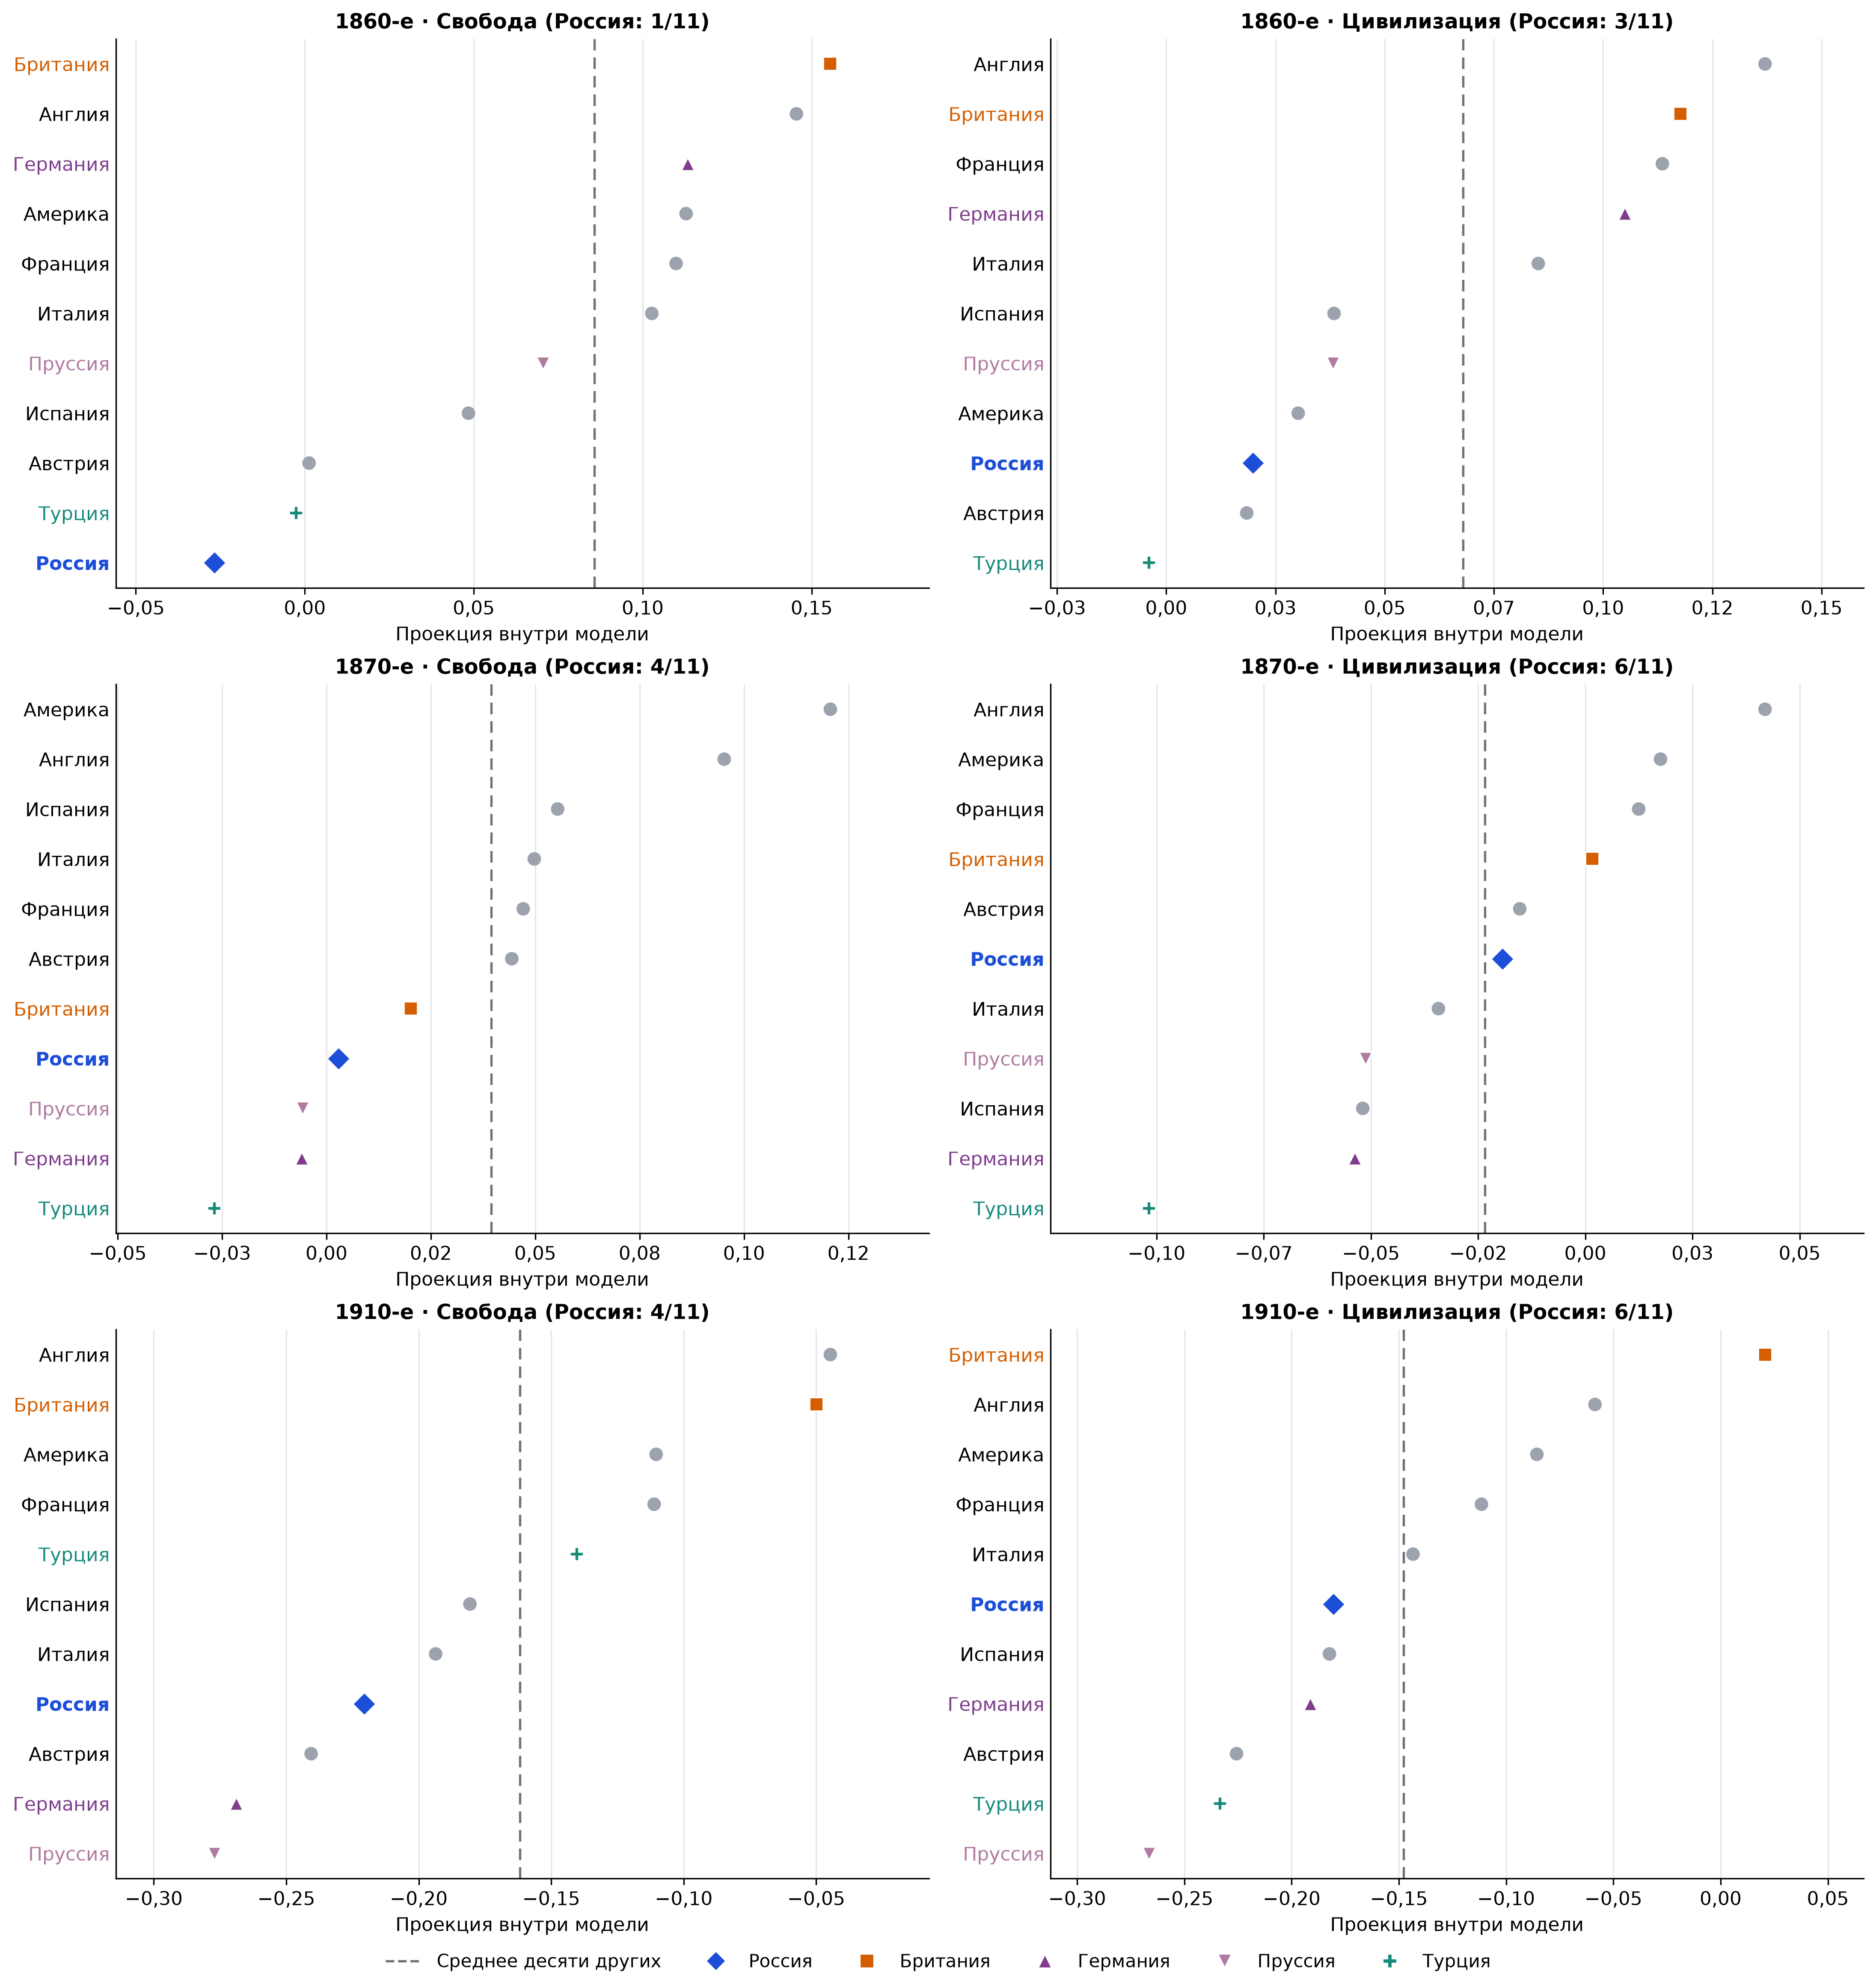 1860-е · Свобода (Россия: 1/11)
Британия
Англия
Германия
Америка
Франция
Италия
Пруссия
Испания
Австрия
Турция
Россия
−0,05 0,00 0,05 0,10 0,15
Проекция внутри модели
1860-е · Цивилизация (Россия: 3/11)
Англия
Британия
Франция
Германия
Италия
Испания
Пруссия
Америка
Россия
Австрия
Турция
−0,03 0,00 0,03 0,05 0,07 0,10 0,12 0,15
Проекция внутри модели
1870-е · Свобода (Россия: 4/11)
Америка
Англия
Испания
Италия
Франция
Австрия
Британия
Россия
Пруссия
Германия
Турция
−0,05 −0,03 0,00 0,02 0,05 0,08 0,10 0,12
Проекция внутри модели
1870-е · Цивилизация (Россия: 6/11)
Англия
Америка
Франция
Британия
Австрия
Россия
Италия
Пруссия
Испания
Германия
Турция
−0,10 −0,07 −0,05 −0,02 0,00 0,03 0,05
Проекция внутри модели
1910-е · Свобода (Россия: 4/11)
Англия
Британия
Америка
Франция
Турция
Испания
Италия
Россия
Австрия
Германия
Пруссия
−0,30 −0,25 −0,20 −0,15 −0,10 −0,05
Проекция внутри модели
1910-е · Цивилизация (Россия: 6/11)
Британия
Англия
Америка
Франция
Италия
Россия
Испания
Германия
Австрия
Турция
Пруссия
−0,30 −0,25 −0,20 −0,15 −0,10 −0,05 0,00 0,05
Проекция внутри модели
Среднее десяти других Россия Британия Германия Пруссия Турция